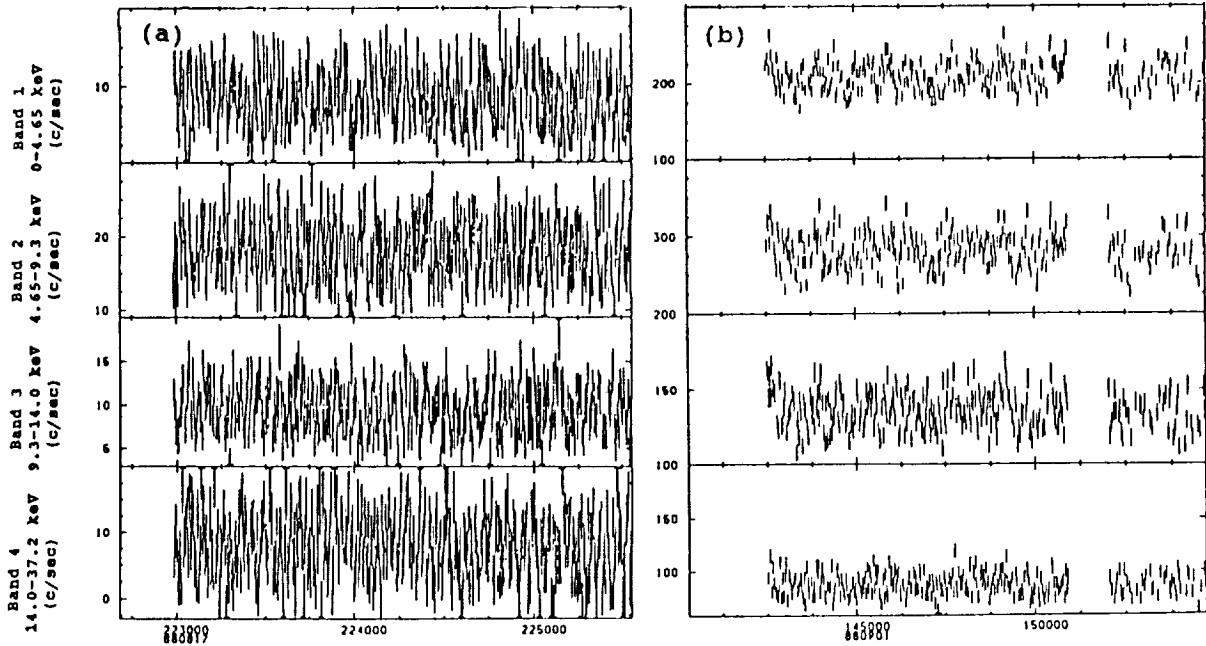 (a)
(b)
Band 1
0-4.65 keV
(c/sec)
10
200
100
Band 2
4.65-9.3 keV
(c/sec)
20
10
300
200
Band 3
9.3-14.0 keV
(c/sec)
15
10
5
150
100
Band 4
14.0-37.2 keV
(c/sec)
10
0
150
100
223000
224000
225000
880817
145000
150000
880901